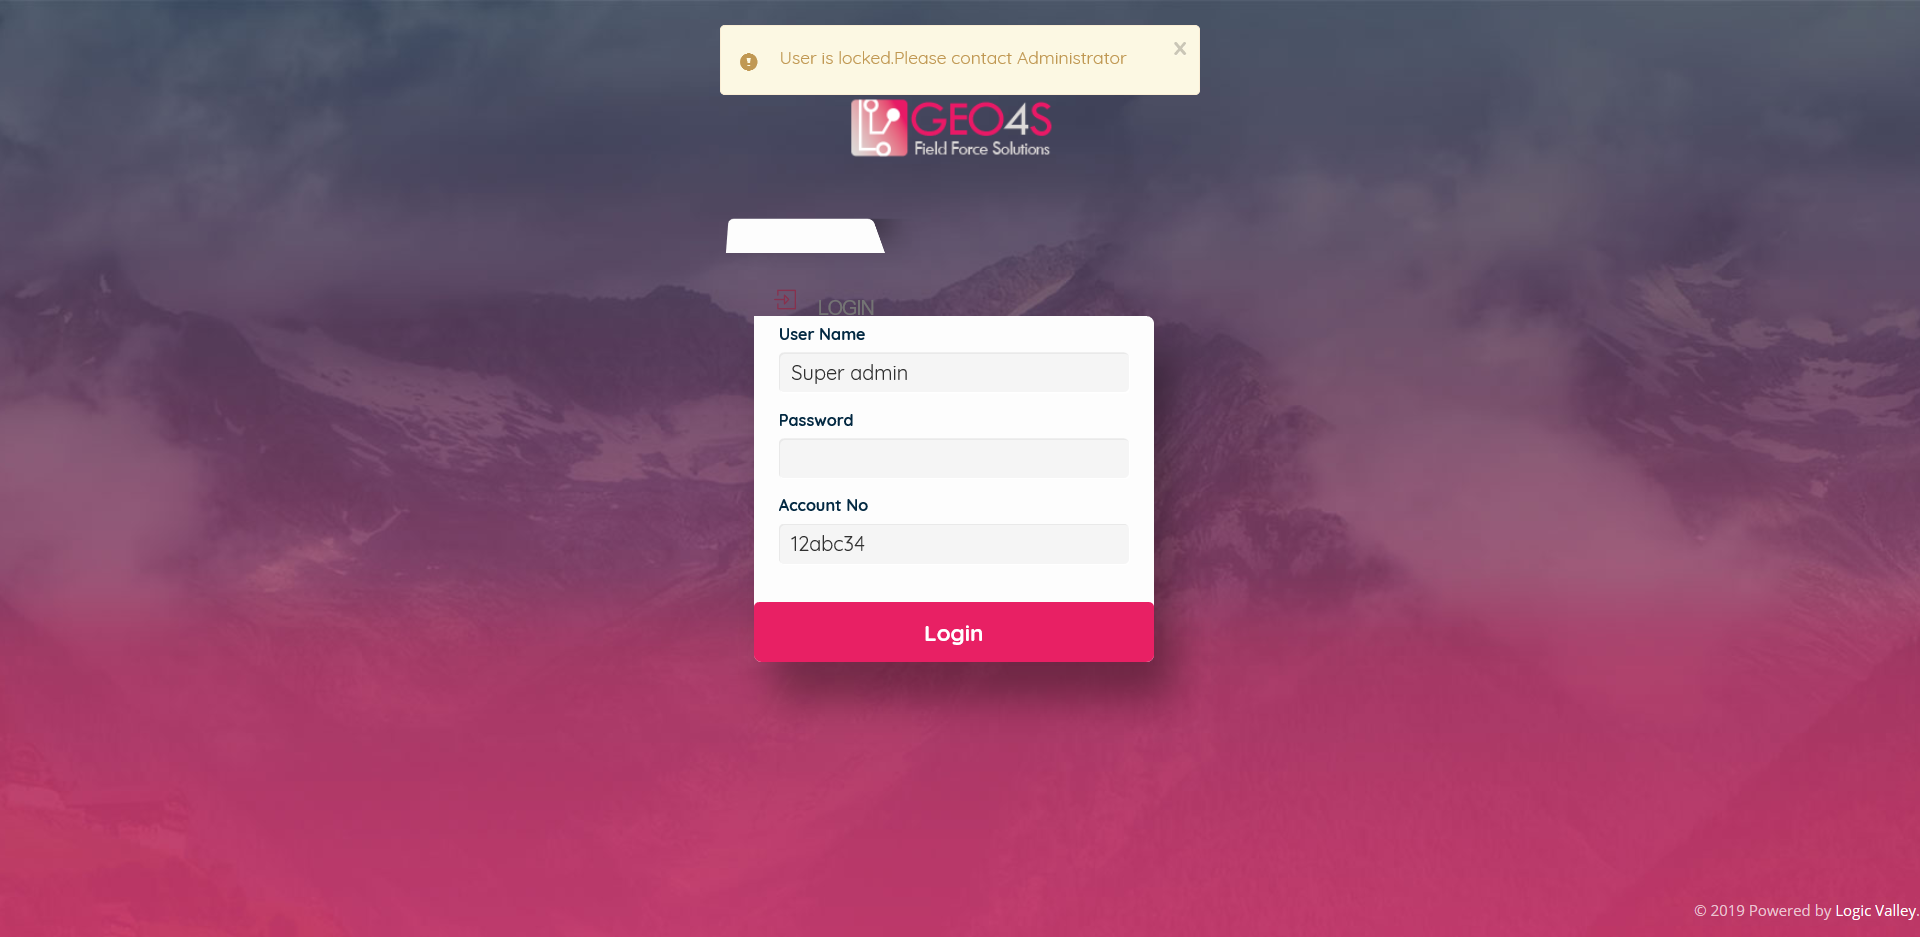 User is locked.Please contact Administrator
×
GEO4S
Field Force Solutions
LOGIN
User Name
Super admin
Password
Account No
12abc34
Login
© 2019 Powered by Logic Valley.